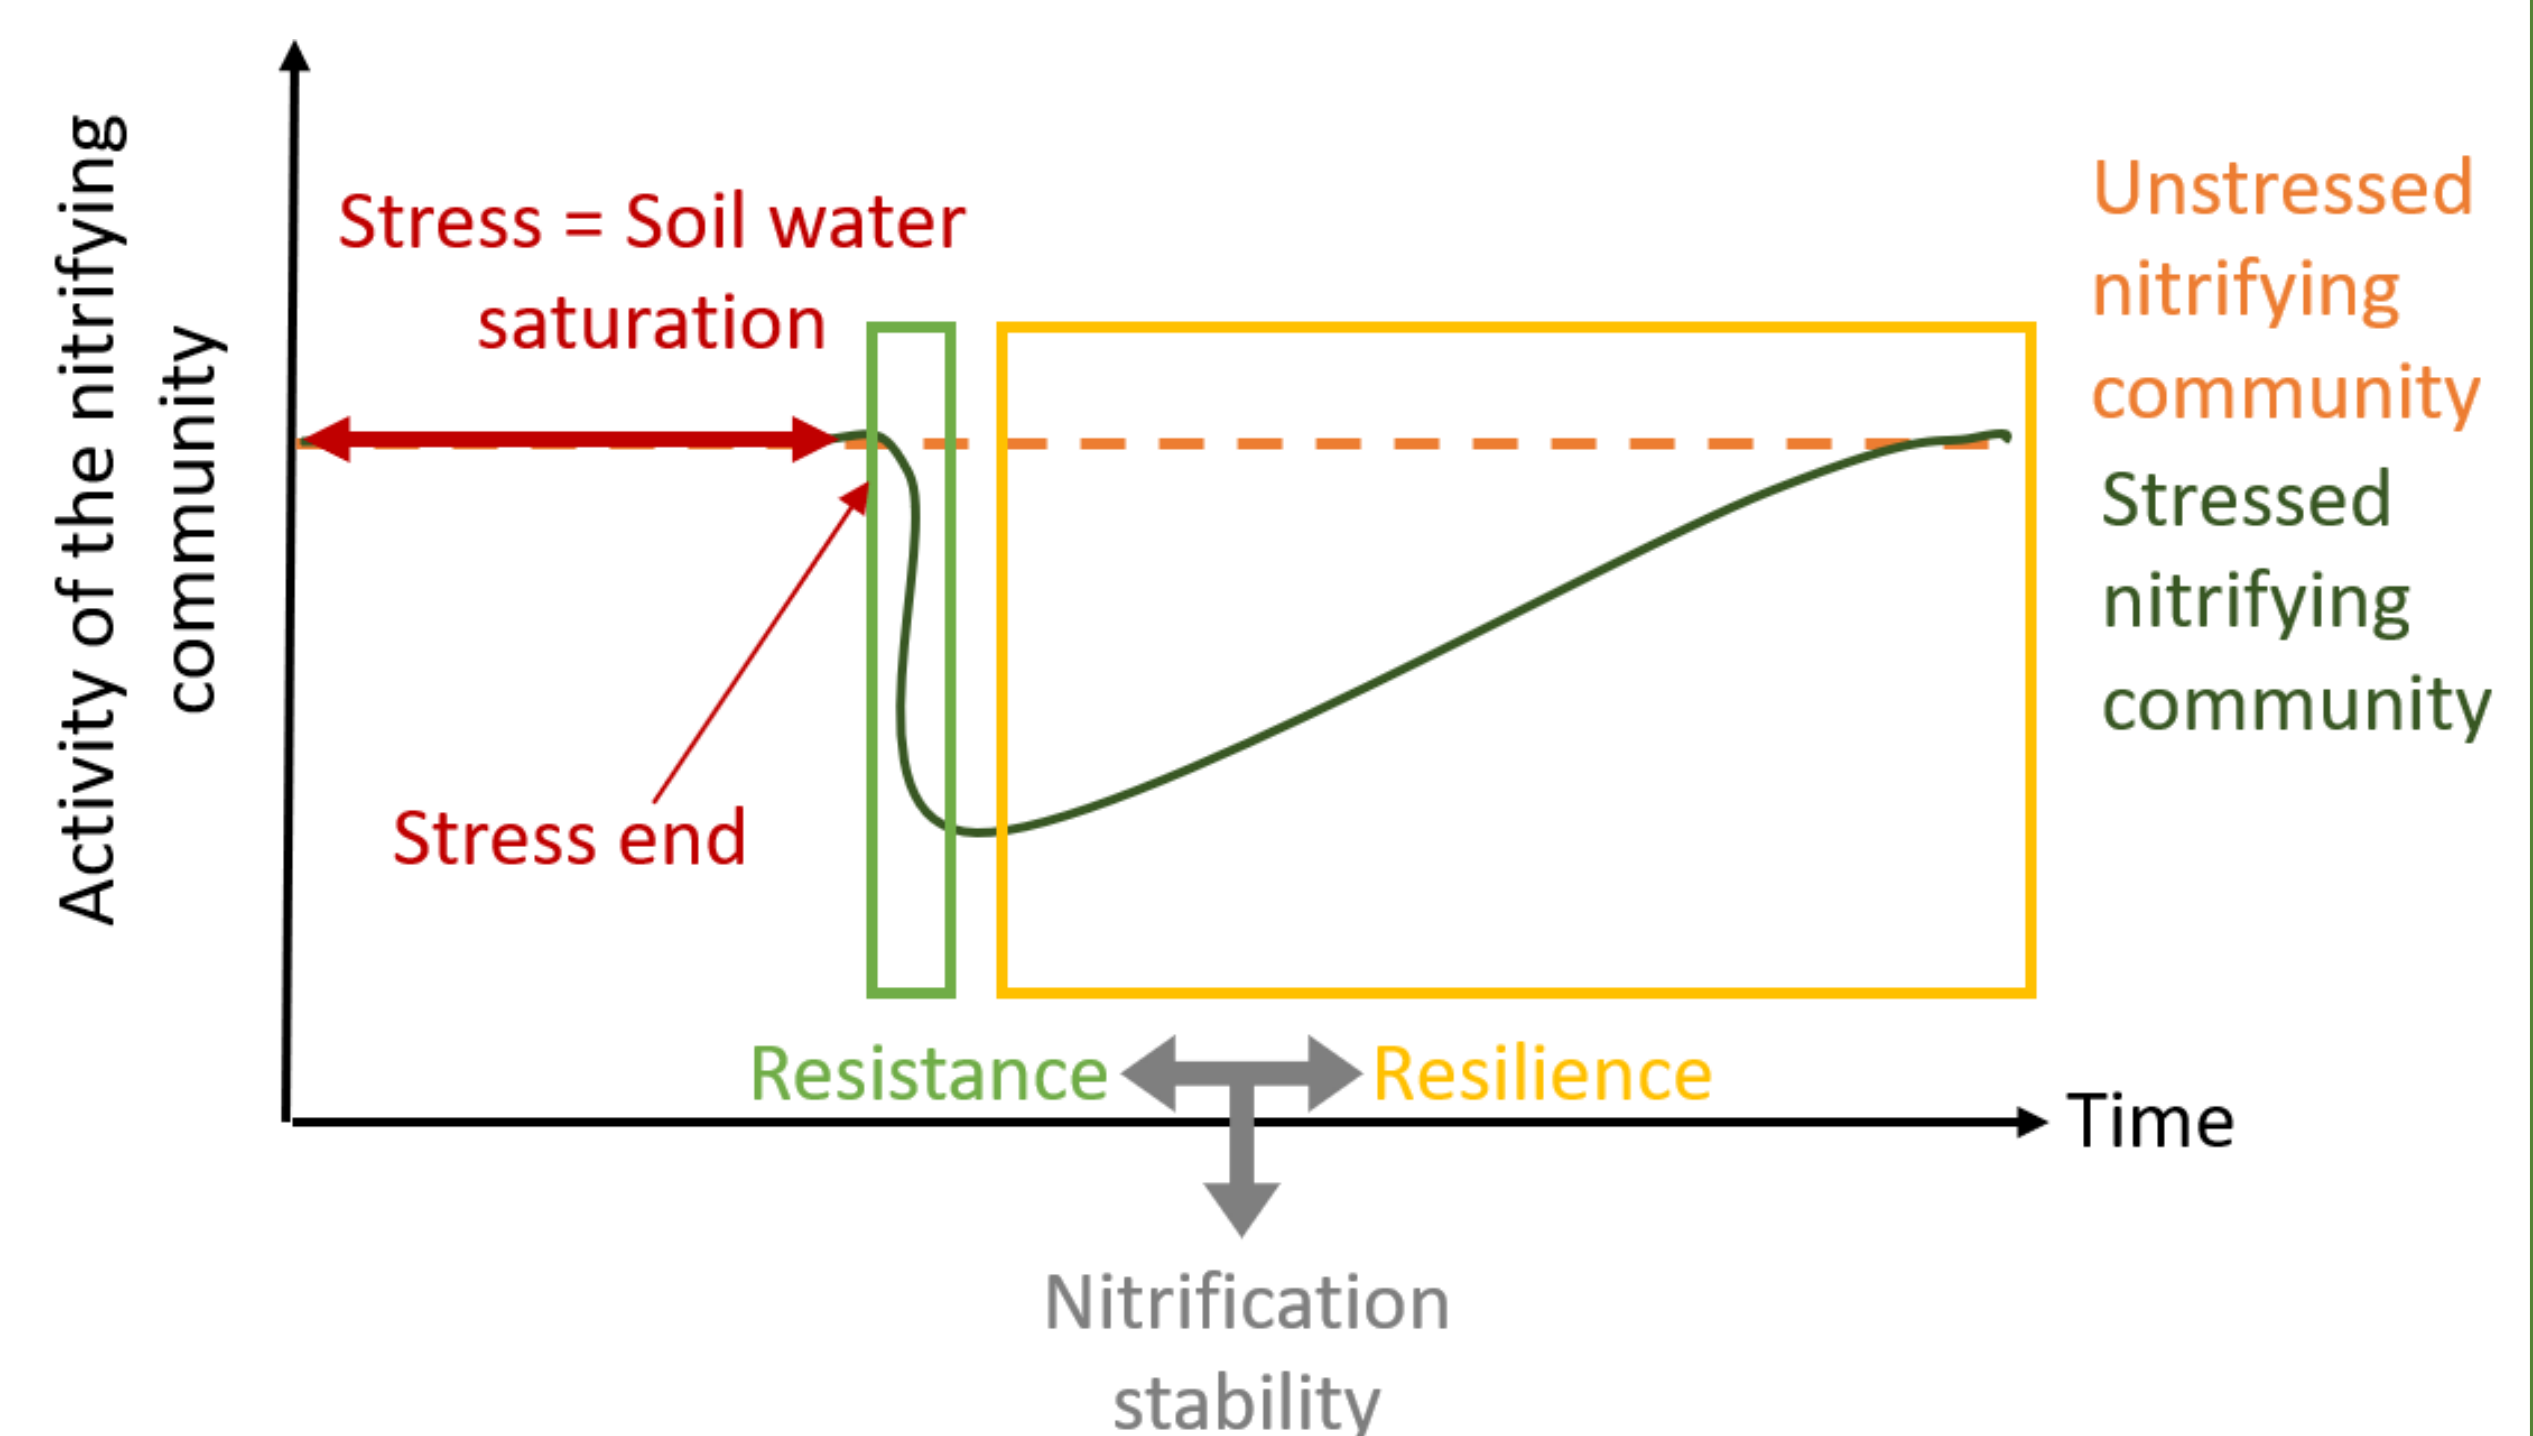 Activity of the nitrifying
community
Stress = Soil water
saturation
Stress end
Unstressed
nitrifying
community
Stressed
nitrifying
community
Resistance
Resilience
Time
Nitrification
stability